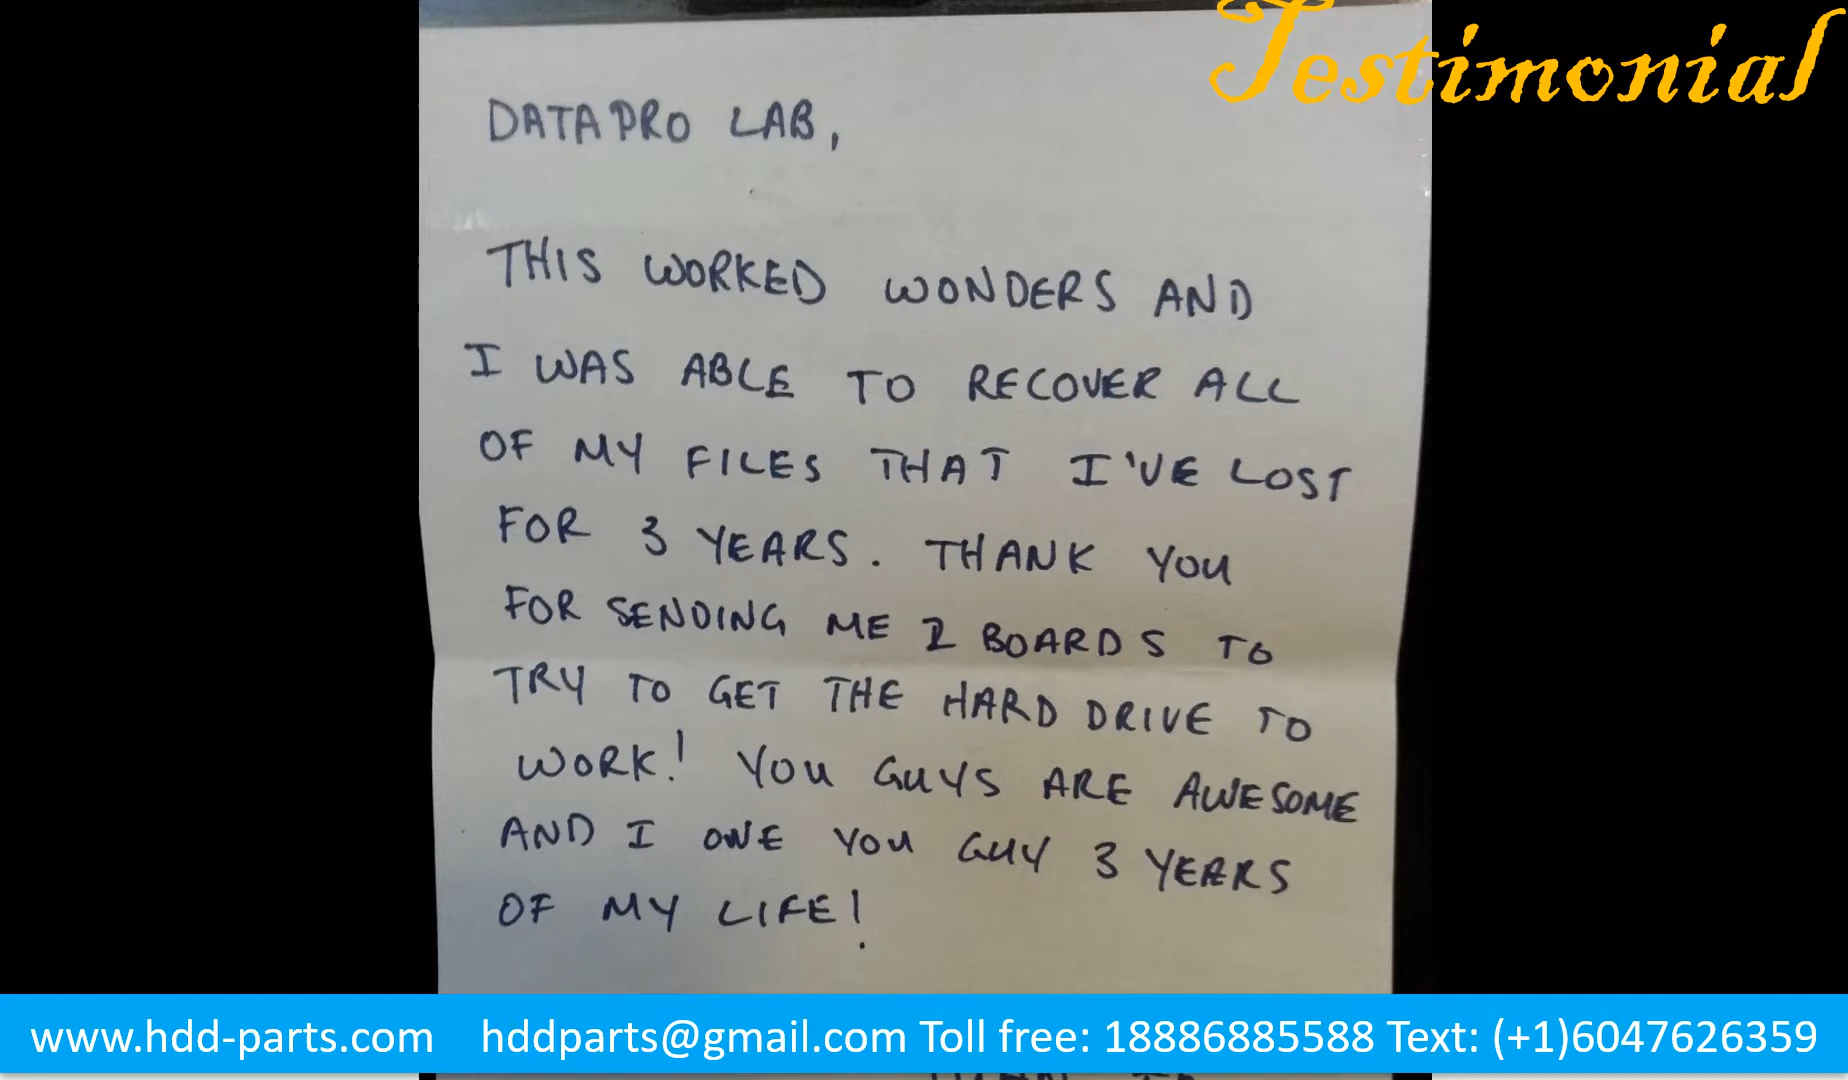 Testimonial
DATAPRO LAB,
THIS WORKED WONDERS AND
I WAS ABLE TO RECOVER ALL
OF MY FILES THAT I'VE LOST
FOR 3 YEARS. THANK YOU
FOR SENDING ME 2 BOARDS TO
TRY TO GET THE HARD DRIVE TO
WORK! YOU GUYS ARE AWESOME
AND I OWE YOU GUY 3 YEARS
OF MY LIFE!
www.hdd-parts.com hddparts@gmail.com Toll free: 18886885588 Text: (+1)6047626359